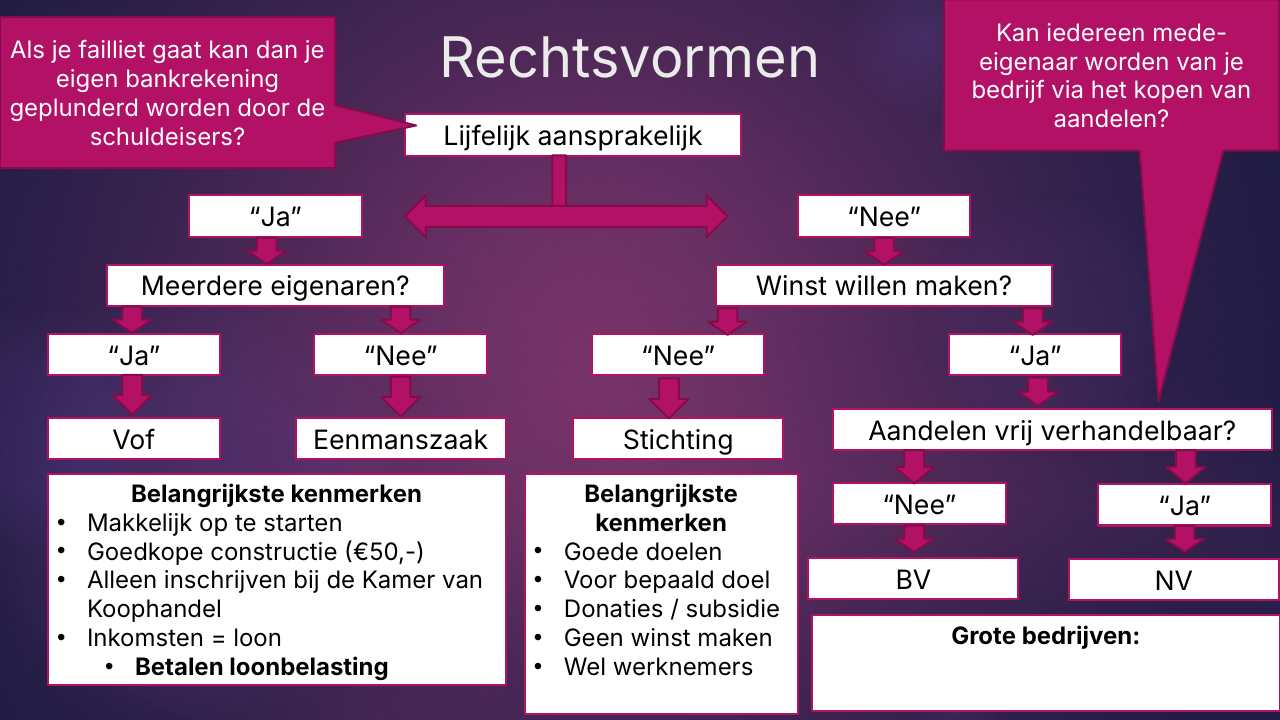 Rechtsvormen
Als je failliet gaat kan dan je
eigen bankrekening
geplunderd worden door de
schuldeisers?
Kan iedereen mede-
eigenaar worden van je
bedrijf via het kopen van
aandelen?
Lijfelijk aansprakelijk
“Ja”
“Nee”
Meerdere eigenaren?
Winst willen maken?
“Ja”
“Nee”
“Nee”
“Ja”
Vof
Eenmanszaak
Stichting
Aandelen vrij verhandelbaar?
“Nee”
“Ja”
BV
NV
Belangrijkste kenmerken
• Makkelijk op te starten
• Goedkope constructie (€50,-)
• Alleen inschrijven bij de Kamer van
Koophandel
• Inkomsten = loon
• Betalen loonbelasting
Belangrijkste
kenmerken
• Goede doelen
• Voor bepaald doel
• Donaties / subsidie
• Geen winst maken
• Wel werknemers
Grote bedrijven: